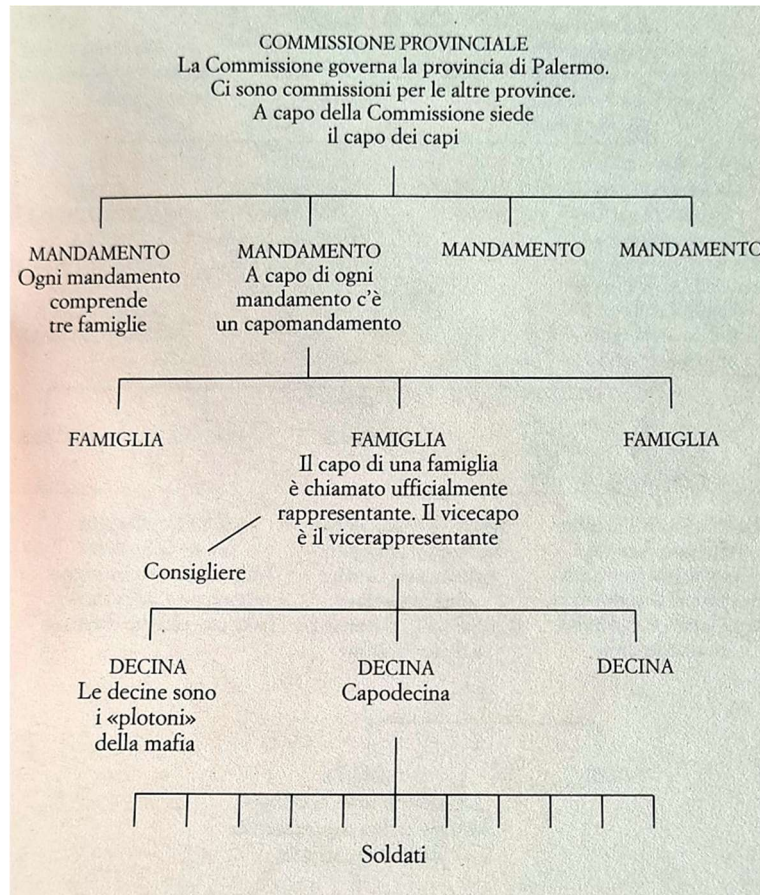 COMMISSIONE PROVINCIALE
La Commissione governa la provincia di Palermo.
Ci sono commissioni per le altre province.
A capo della Commissione siede
il capo dei capi
MANDAMENTO
Ogni mandamento
comprende
tre famiglie
MANDAMENTO
A capo di ogni
mandamento c'è
un capomandamento
MANDAMENTO
MANDAMENTO
FAMIGLIA
FAMIGLIA
Il capo di una famiglia
è chiamato ufficialmente
rappresentante. Il vicecapo
è il vicerappresentante
FAMIGLIA
Consigliere
DECINA
Le decine sono
i «plotoni»
della mafia
DECINA
Capodecina
DECINA
Soldati